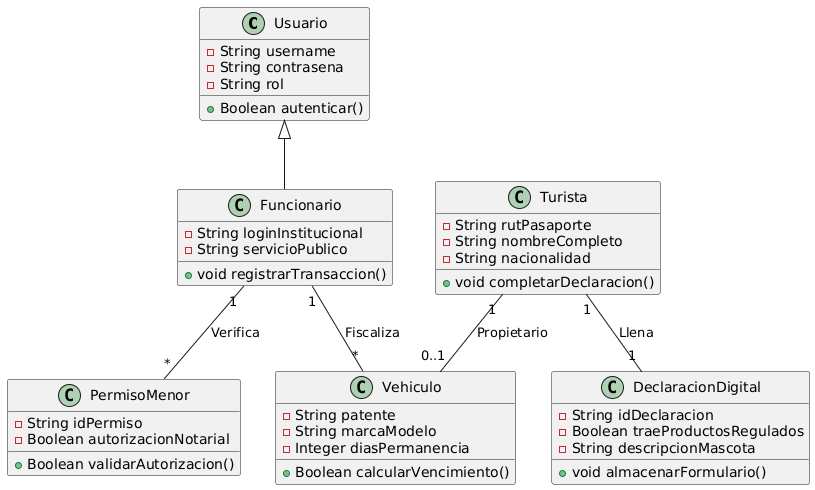 C Usuario
String username
String contrasena
String rol
Boolean autenticar()
C Funcionario
String loginInstitucional
String servicioPublico
void registrarTransaccion()
C Turista
String rutPasaporte
String nombreCompleto
String nacionalidad
void completarDeclaracion()
1 1 1 1
Verifica Fiscaliza Propietario Llena
* * 0..1 1
C PermisoMenor
String idPermiso
Boolean autorizacionNotarial
Boolean validarAutorizacion()
C Vehiculo
String patente
String marcaModelo
Integer diasPermanencia
Boolean calcularVencimiento()
C DeclaracionDigital
String idDeclaracion
Boolean traeProductosRegulados
String descripcionMascota
void almacenarFormulario()